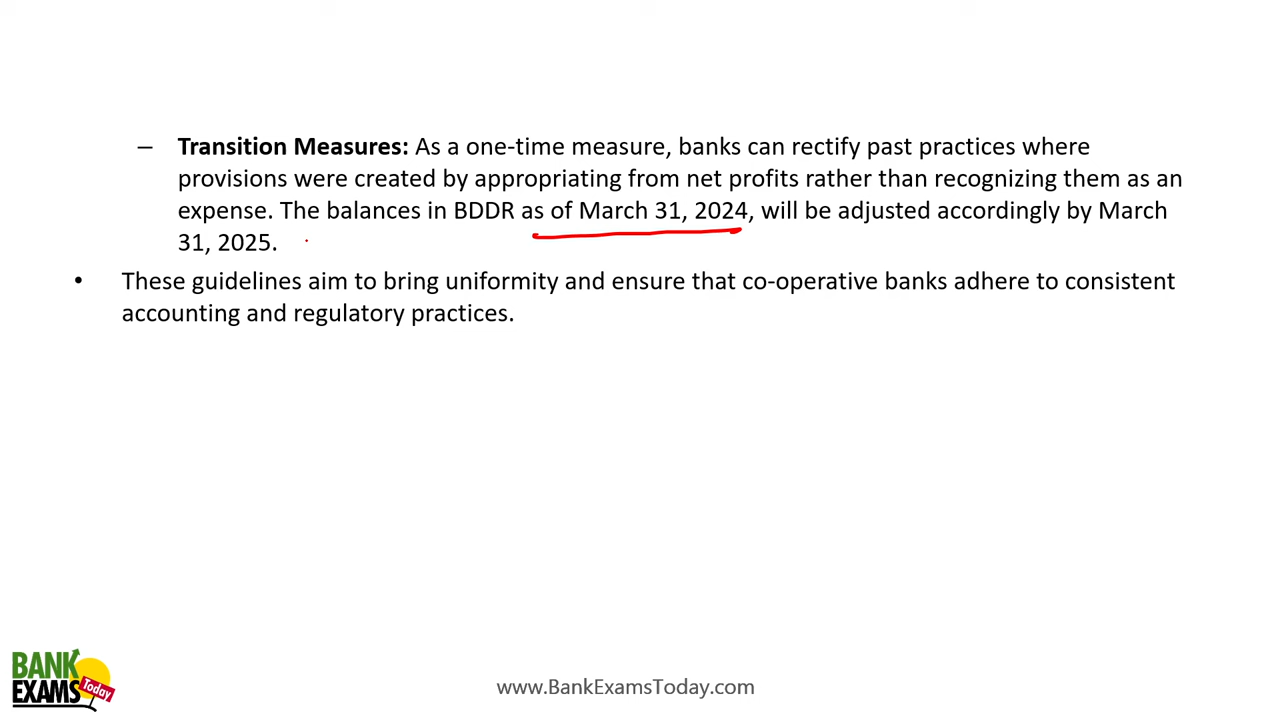 – Transition Measures: As a one-time measure, banks can rectify past practices where
provisions were created by appropriating from net profits rather than recognizing them as an
expense. The balances in BDDR as of March 31, 2024, will be adjusted accordingly by March
31, 2025.
• These guidelines aim to bring uniformity and ensure that co-operative banks adhere to consistent
accounting and regulatory practices.
BANK
EXAMS Today
www.BankExamsToday.com